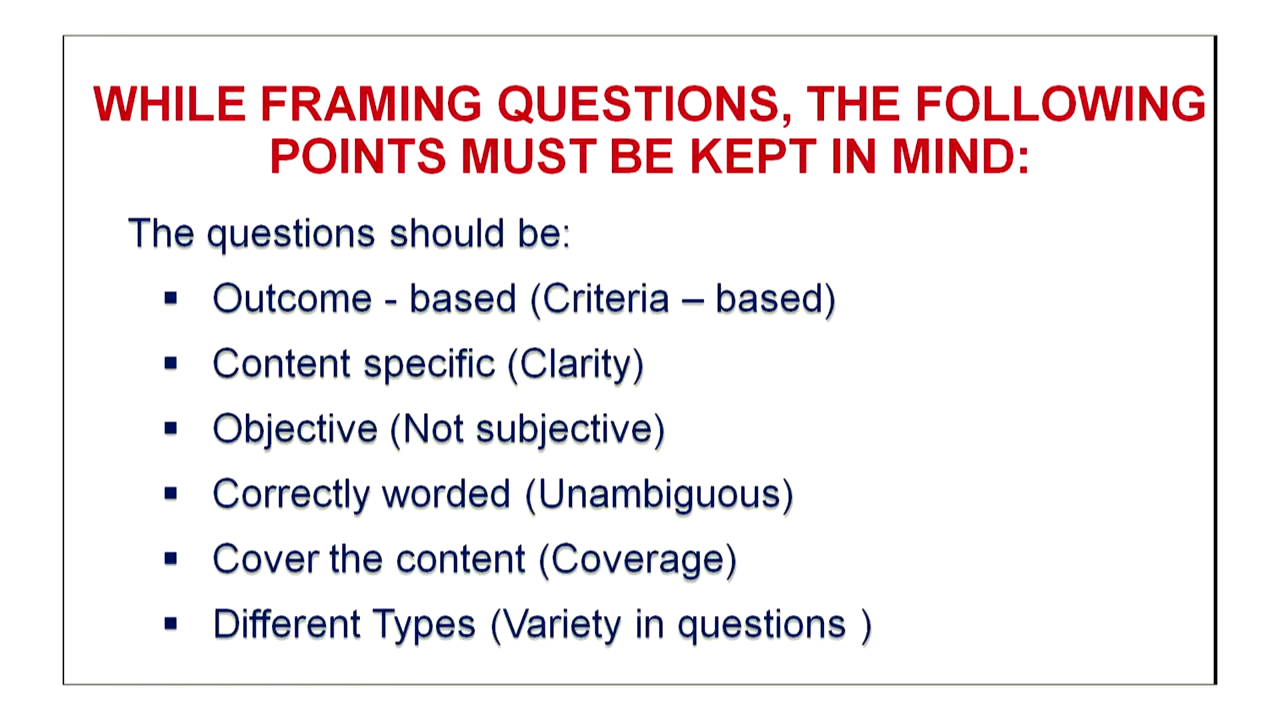 WHILE FRAMING QUESTIONS, THE FOLLOWING
POINTS MUST BE KEPT IN MIND:
The questions should be:
▪ Outcome - based (Criteria – based)
▪ Content specific (Clarity)
▪ Objective (Not subjective)
▪ Correctly worded (Unambiguous)
▪ Cover the content (Coverage)
▪ Different Types (Variety in questions )